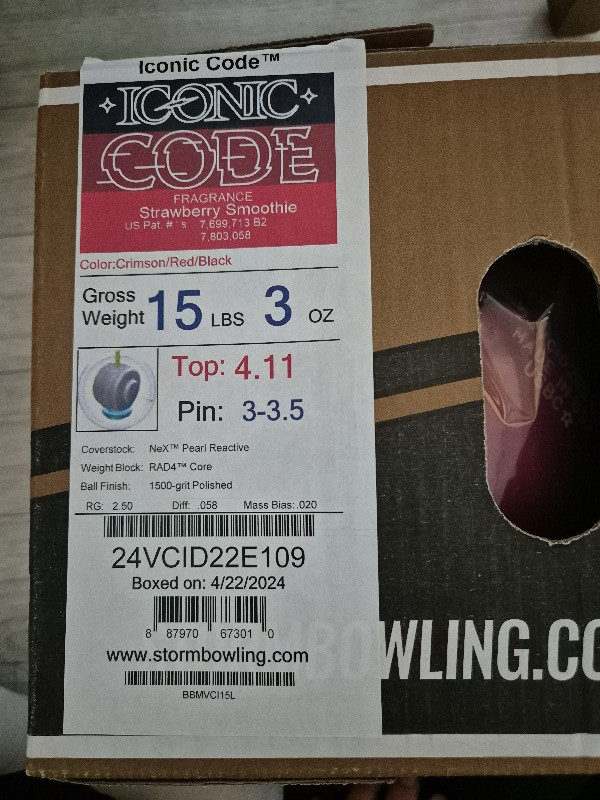 Iconic Code™
ICONIC
CODE
FRAGRANCE
Strawberry Smoothie
US Pat. #`s 7,699,713 B2
7,803,058
Color:Crimson/Red/Black
Gross
Weight 15 LBS 3 OZ
Top: 4.11
Pin: 3-3.5
Coverstock: NeX™ Pearl Reactive
Weight Block: RAD4™ Core
Ball Finish: 1500-grit Polished
RG: 2.50 Diff: .058 Mass Bias: .020
24VCID22E109
Boxed on: 4/22/2024
8 87970 67301 0
www.stormbowling.com
BBMVCI15L
BOWLING.CO
MADE IN
USBC☆